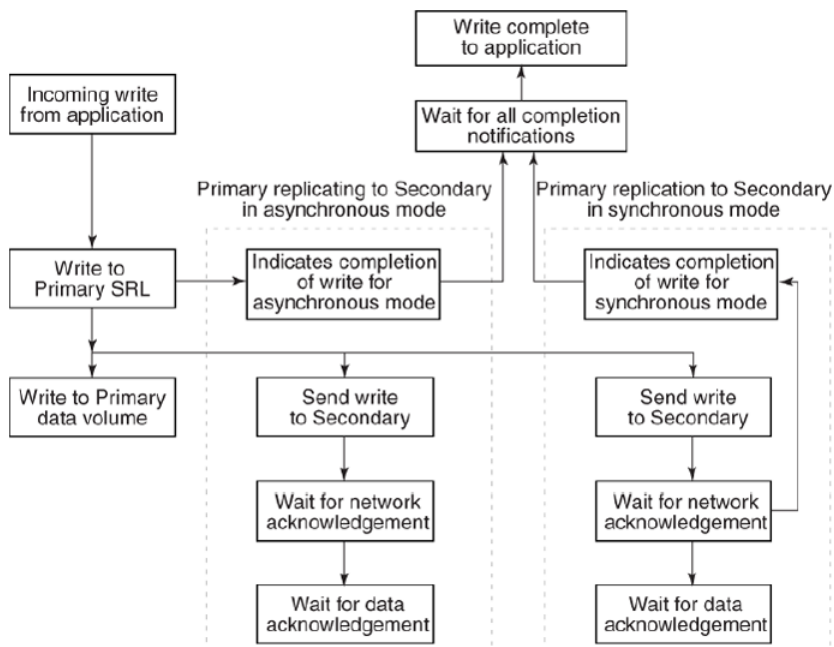 Write complete
to application
Incoming write
from application
Wait for all completion
notifications
Primary replicating to Secondary
in asynchronous mode
Primary replication to Secondary
in synchronous mode
Write to
Primary SRL
Indicates completion
of write for
asynchronous mode
Indicates completion
of write for
synchronous mode
Write to Primary
data volume
Send write
to Secondary
Send write
to Secondary
Wait for network
acknowledgement
Wait for network
acknowledgement
Wait for data
acknowledgement
Wait for data
acknowledgement